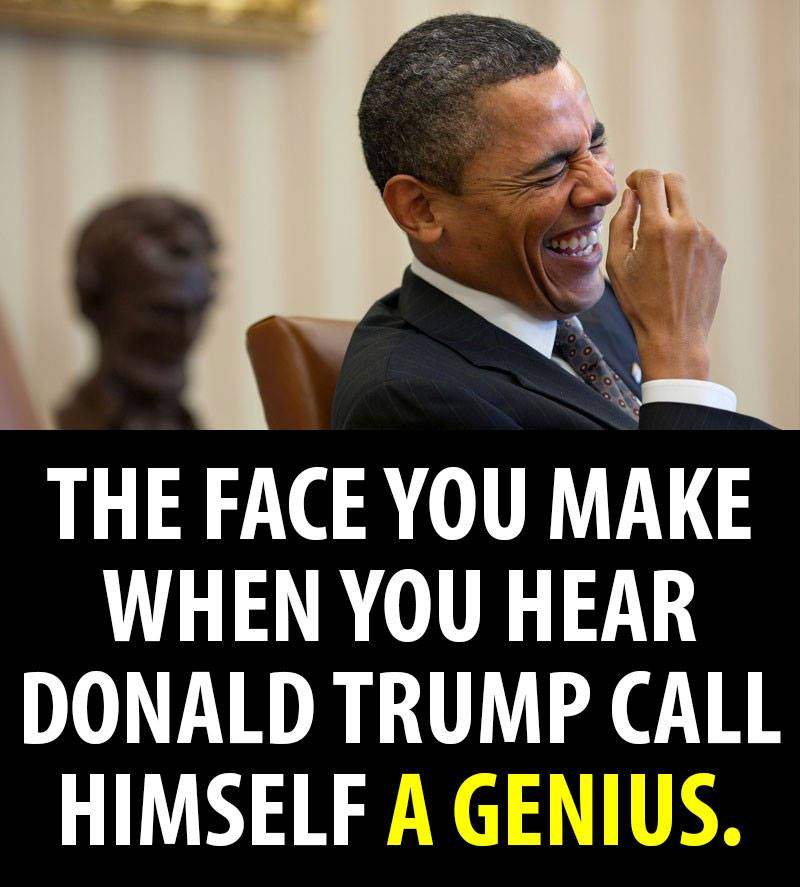 THE FACE YOU MAKE
WHEN YOU HEAR
DONALD TRUMP CALL
HIMSELF A GENIUS.